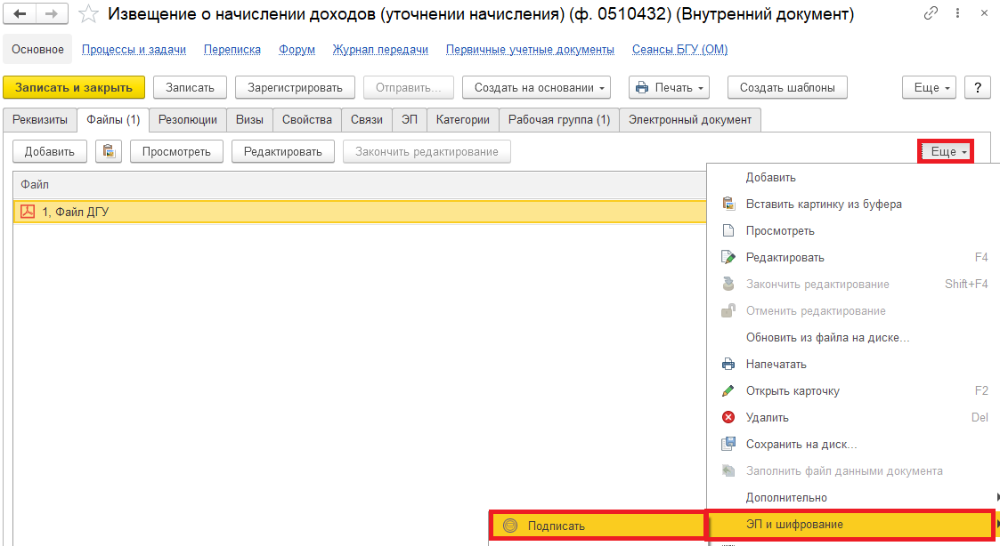 Извещение о начислении доходов (уточнении начисления) (ф. 0510432) (Внутренний документ)
Основное Процессы и задачи Переписка Форум Журнал передачи Первичные учетные документы Сеансы БГУ (ОМ)
Записать и закрыть Записать Зарегистрировать Отправить... Создать на основании Печать Создать шаблоны Еще ?
Реквизиты Файлы (1) Резолюции Визы Свойства Связи ЭП Категории Рабочая группа (1) Электронный документ
Добавить Просмотреть Редактировать Закончить редактирование Еще
Файл
1, Файл ДГУ
Добавить
Вставить картинку из буфера
Просмотреть
Редактировать F4
Закончить редактирование Shift+F4
Отменить редактирование
Обновить из файла на диске...
Напечатать
Открыть карточку F2
Удалить Del
Сохранить на диск...
Заполнить файл данными документа
Дополнительно
ЭП и шифрование
Подписать